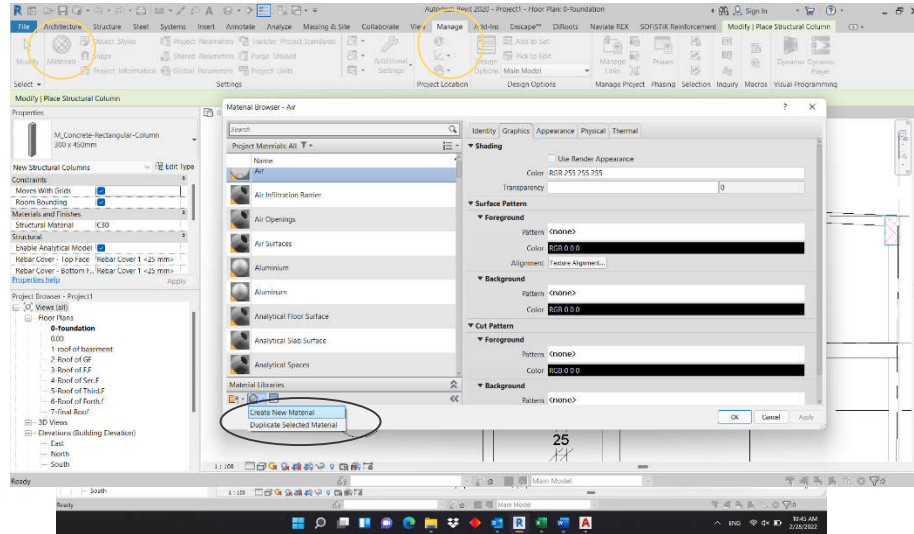 Autodesk Revit 2020 - Project1 - Floor Plan: 0-foundation
Sign In
File Architecture Structure Steel Systems Insert Annotate Analyze Massing & Site Collaborate View Manage Add-Ins Enscape™ DiRoots Naviate REX SOFiSTiK Reinforcement Modify | Place Structural Column
Modify
Materials
Object Styles
Snaps
Project Information
Project Parameters
Shared Parameters
Global Parameters
Transfer Project Standards
Purge Unused
Project Units
Additional Settings
Design Options
Add to Set
Pick to Edit
Main Model
Manage Links
Phases
Dynamo
Dynamo Player
Select Settings Project Location Design Options Manage Project Phasing Selection Inquiry Macros Visual Programming
Modify | Place Structural Column
Properties
M_Concrete-Rectangular-Column
300 x 450mm
New Structural Columns Edit Type
Constraints
Moves With Grids
Room Bounding
Materials and Finishes
Structural Material C30
Structural
Enable Analytical Model
Rebar Cover - Top Face Rebar Cover 1 <25 mm>
Rebar Cover - Bottom F... Rebar Cover 1 <25 mm>
Properties help Apply
Project Browser - Project1
Views (all)
Floor Plans
0-foundation
0.00
1-roof of basement
2-Roof of GF
3-Roof of F.F
4-Roof of Sec.F
5-Roof of Third.F
6-Roof of Forth.F
7-final Roof
3D Views
Elevations (Building Elevation)
East
North
South
Material Browser - Air ? X
Search
Project Materials: All
Name
Air
Air Infiltration Barrier
Air Openings
Air Surfaces
Aluminium
Aluminum
Analytical Floor Surface
Analytical Slab Surface
Analytical Spaces
Material Libraries
Create New Material
Duplicate Selected Material
Identity Graphics Appearance Physical Thermal
Shading
Use Render Appearance
Color RGB 255 255 255
Transparency 0
Surface Pattern
Foreground
Pattern <none>
Color RGB 0 0 0
Alignment Texture Alignment...
Background
Pattern <none>
Color RGB 0 0 0
Cut Pattern
Foreground
Pattern <none>
Color RGB 0 0 0
Background
Pattern <none>
OK Cancel Apply
25
1 : 100
Ready :0 Main Model :0
South 1 : 100
Ready :0 Main Model :0
ENG 10:45 AM
2/28/2022